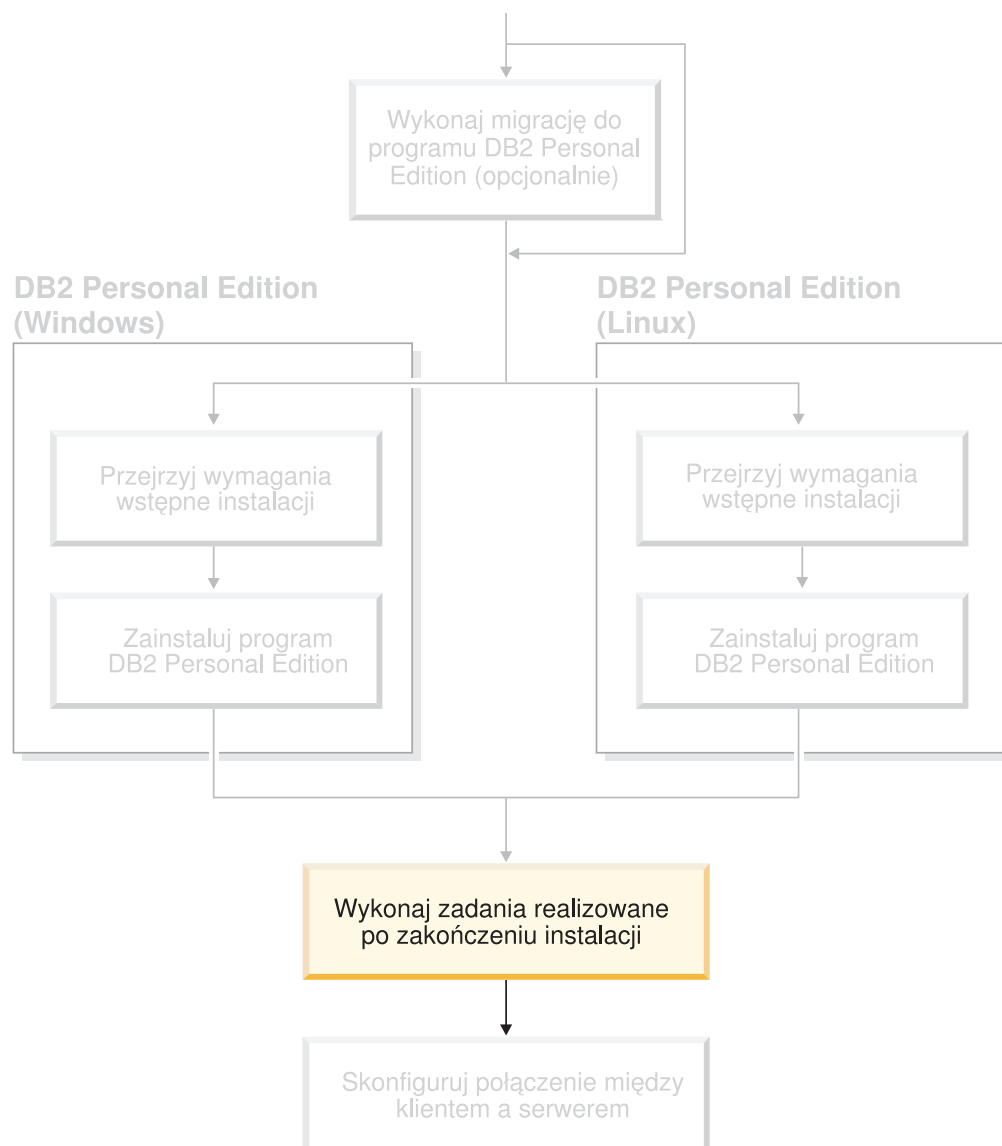 Wykonaj migrację do
programu DB2 Personal
Edition (opcjonalnie)
DB2 Personal Edition
(Windows)
DB2 Personal Edition
(Linux)
Przejrzyj wymagania
wstępne instalacji
Przejrzyj wymagania
wstępne instalacji
Zainstaluj program
DB2 Personal Edition
Zainstaluj program
DB2 Personal Edition
Wykonaj zadania realizowane
po zakończeniu instalacji
Skonfiguruj połączenie między
klientem a serwerem